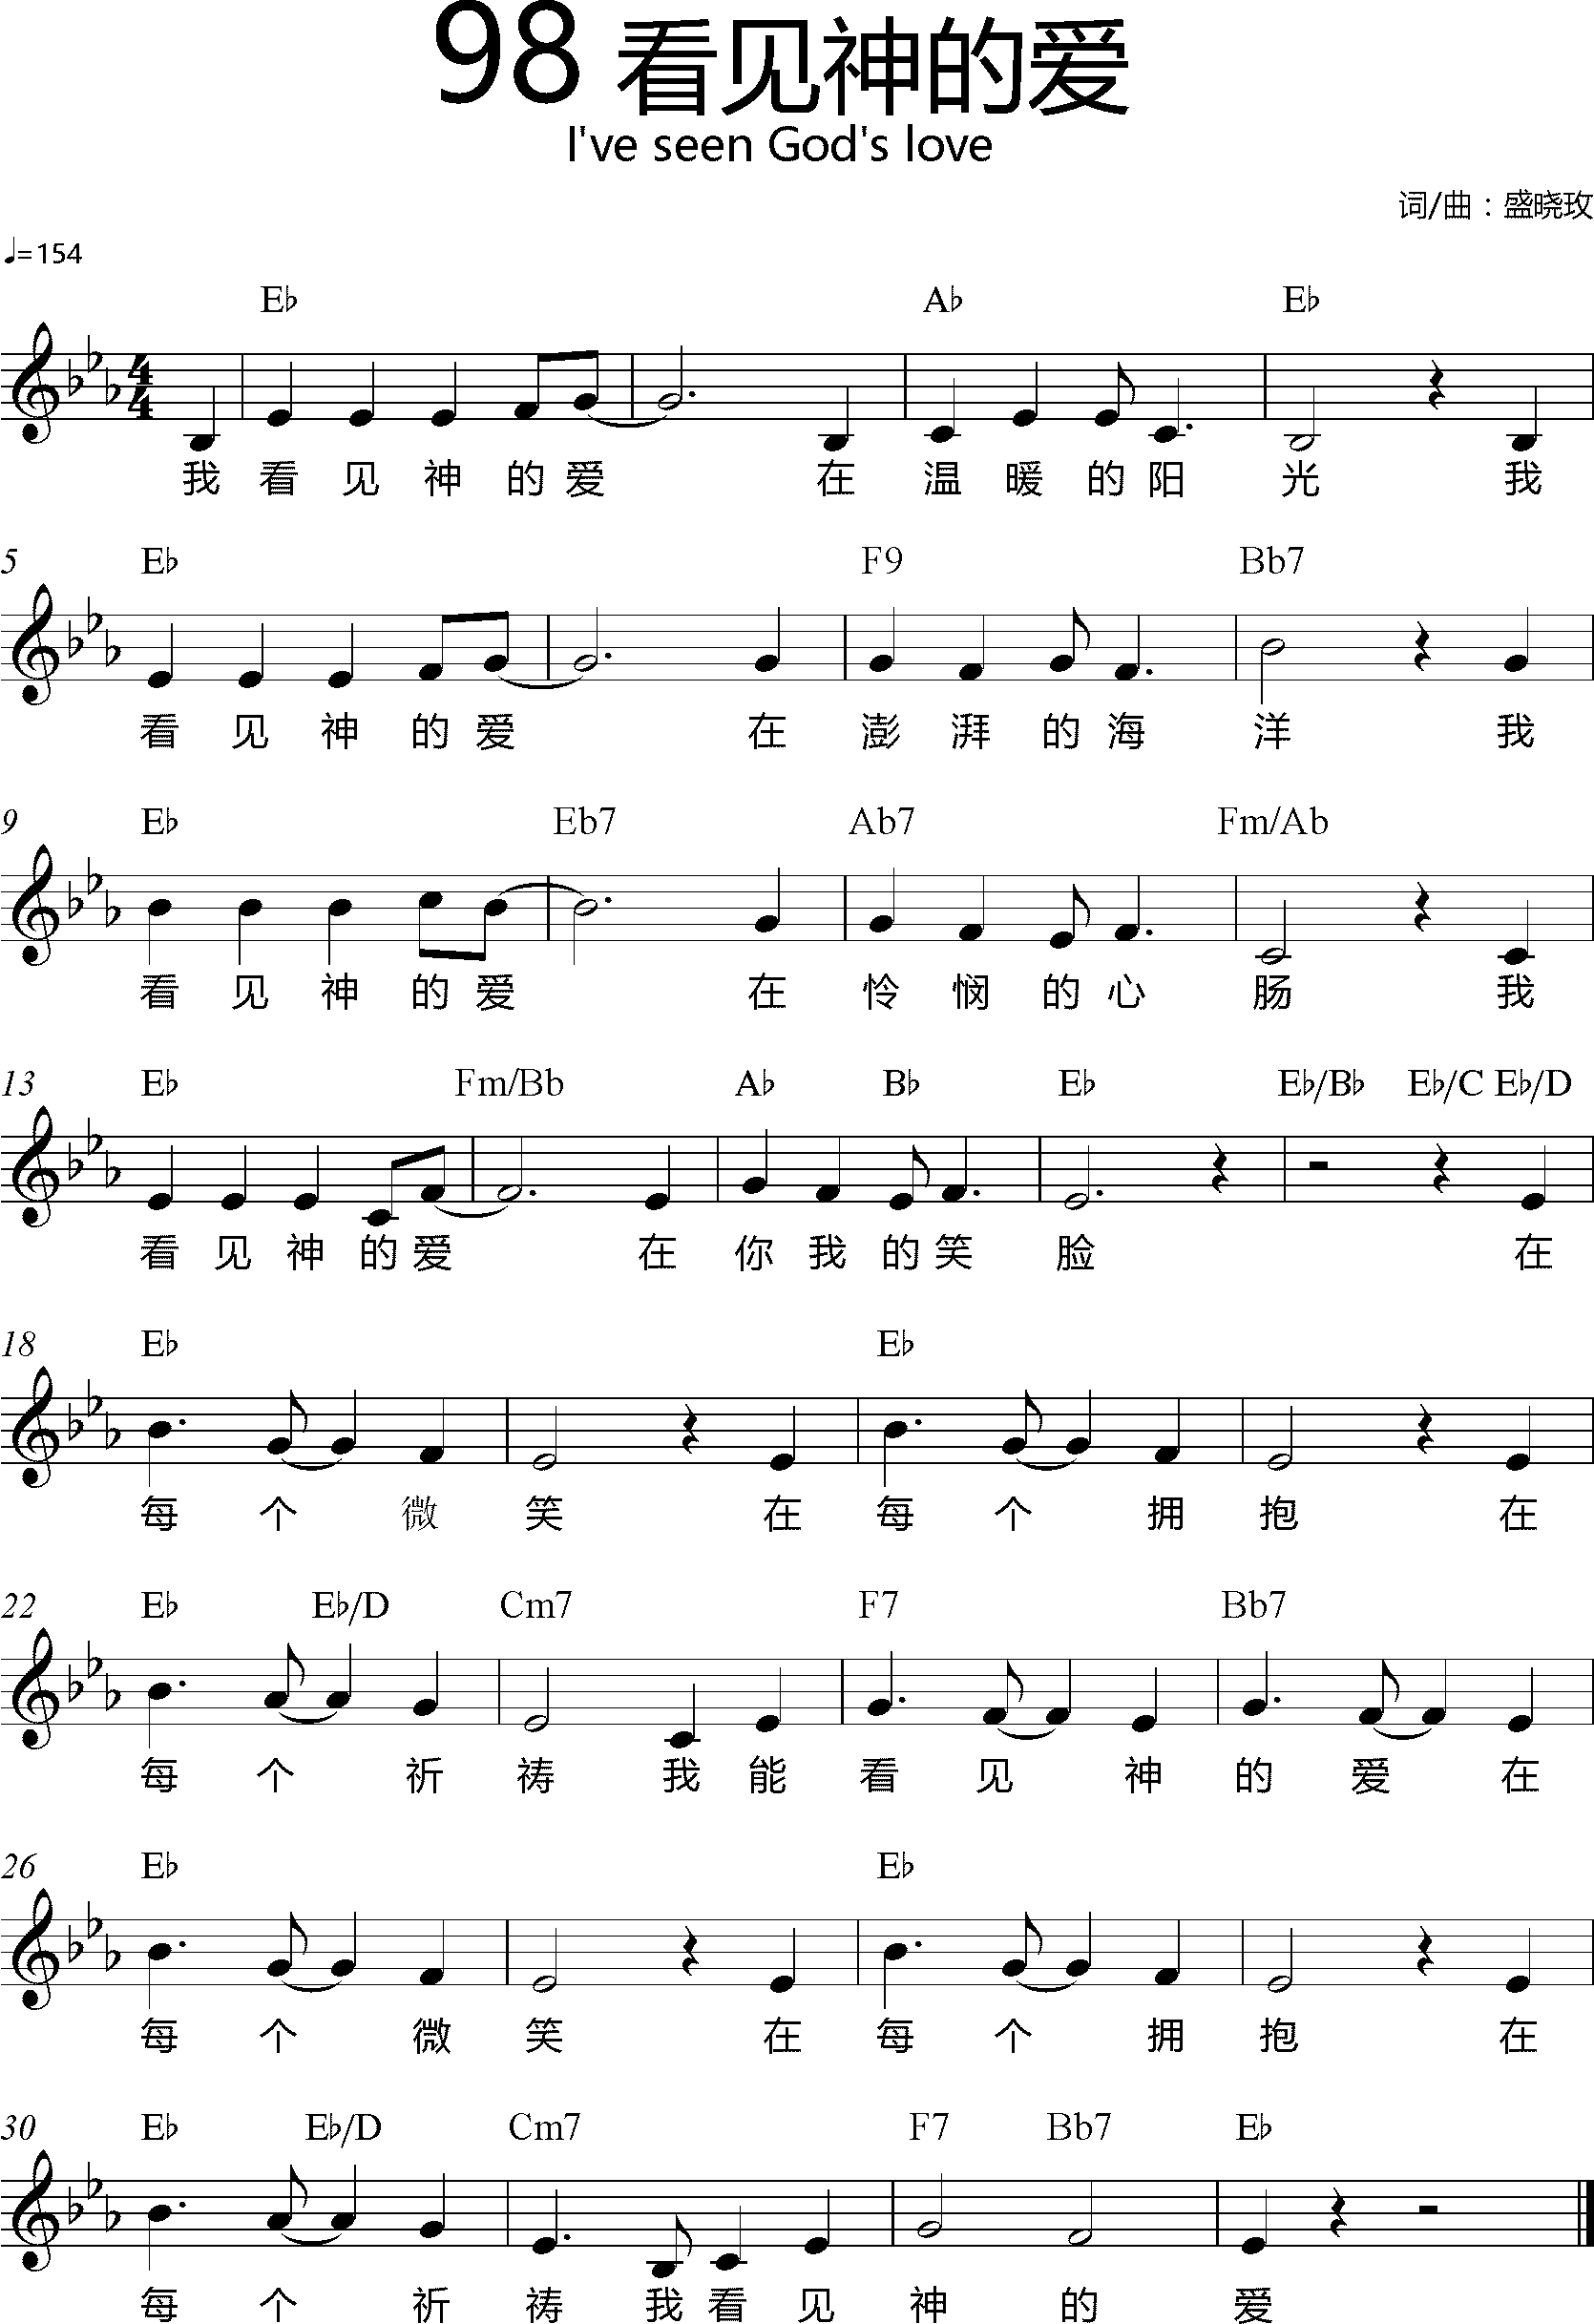 98 看见神的爱
I've seen God's love
词/曲：盛晓玫
♩=154
E♭ A♭ E♭
4
4
我 看 见 神 的 爱 在 温 暖 的 阳 光 我
5 E♭ F9 Bb7
看 见 神 的 爱 在 澎 湃 的 海 洋 我
9 E♭ Eb7 Ab7 Fm/Ab
看 见 神 的 爱 在 怜 悯 的 心 肠 我
13 E♭ Fm/Bb A♭ B♭ E♭ E♭/B♭ E♭/C E♭/D
看 见 神 的 爱 在 你 我 的 笑 脸 在
18 E♭ E♭
每 个 微 笑 在 每 个 拥 抱 在
22 E♭ E♭/D Cm7 F7 Bb7
每 个 祈 祷 我 能 看 见 神 的 爱 在
26 E♭ E♭
每 个 微 笑 在 每 个 拥 抱 在
30 E♭ E♭/D Cm7 F7 Bb7 E♭
每 个 祈 祷 我 看 见 神 的 爱